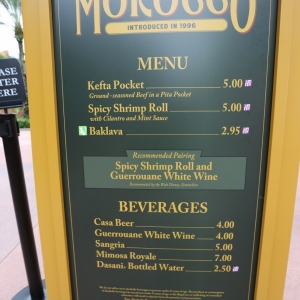 MOROCCO
INTRODUCED IN 1996
MENU
Kefta Pocket 5.00
Ground-seasoned Beef in a Pita Pocket
Spicy Shrimp Roll 5.00
with Cilantro and Mint Sauce
Baklava 2.95
Recommended Pairing
Spicy Shrimp Roll and
Guerrouane White Wine
BEVERAGES
Casa Beer 4.00
Guerrouane White Wine 4.00
Sangria 5.00
Mimosa Royale 7.00
Dasani Bottled Water 2.50